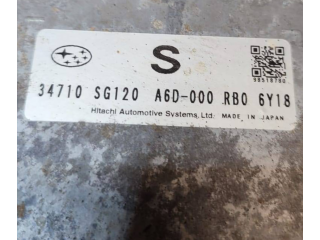 S
34710 SG120 A6D-000 RB0 6Y18
Hitachi Automotive Systems, Ltd. MADE IN JAPAN